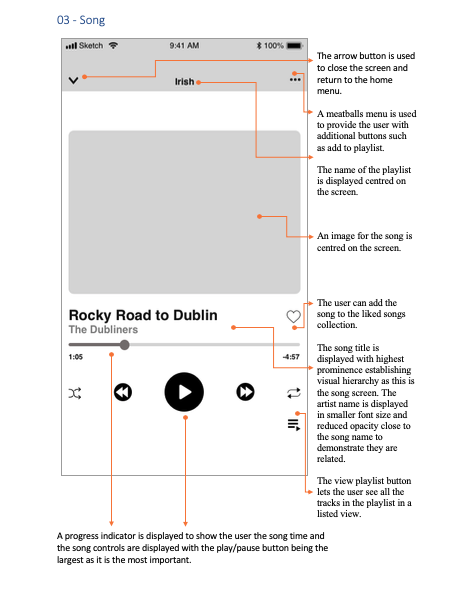 03 - Song
Sketch 9:41 AM 100%
Irish
The arrow button is used
to close the screen and
return to the home
menu.
A meatballs menu is used
to provide the user with
additional buttons such
as add to playlist.
The name of the playlist
is displayed centred on
the screen.
An image for the song is
centred on the screen.
Rocky Road to Dublin
The Dubliners
1:05 -4:57
The user can add the
song to the liked songs
collection.
The song title is
displayed with highest
prominence establishing
visual hierarchy as this is
the song screen. The
artist name is displayed
in smaller font size and
reduced opacity close to
the song name to
demonstrate they are
related.
The view playlist button
lets the user see all the
tracks in the playlist in a
listed view.
A progress indicator is displayed to show the user the song time and
the song controls are displayed with the play/pause button being the
largest as it is the most important.